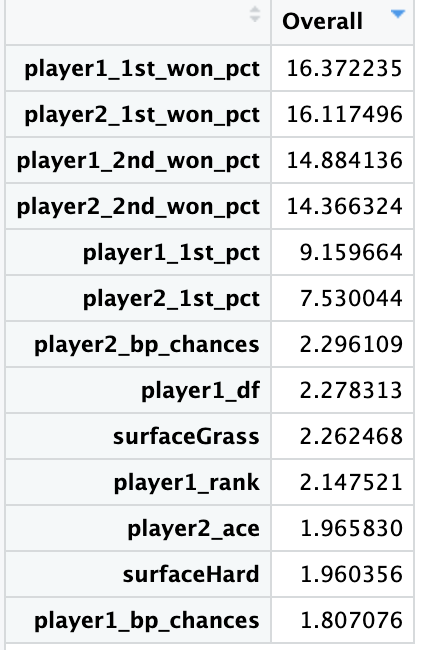 Overall
player1_1st_won_pct 16.372235
player2_1st_won_pct 16.117496
player1_2nd_won_pct 14.884136
player2_2nd_won_pct 14.366324
player1_1st_pct 9.159664
player2_1st_pct 7.530044
player2_bp_chances 2.296109
player1_df 2.278313
surfaceGrass 2.262468
player1_rank 2.147521
player2_ace 1.965830
surfaceHard 1.960356
player1_bp_chances 1.807076